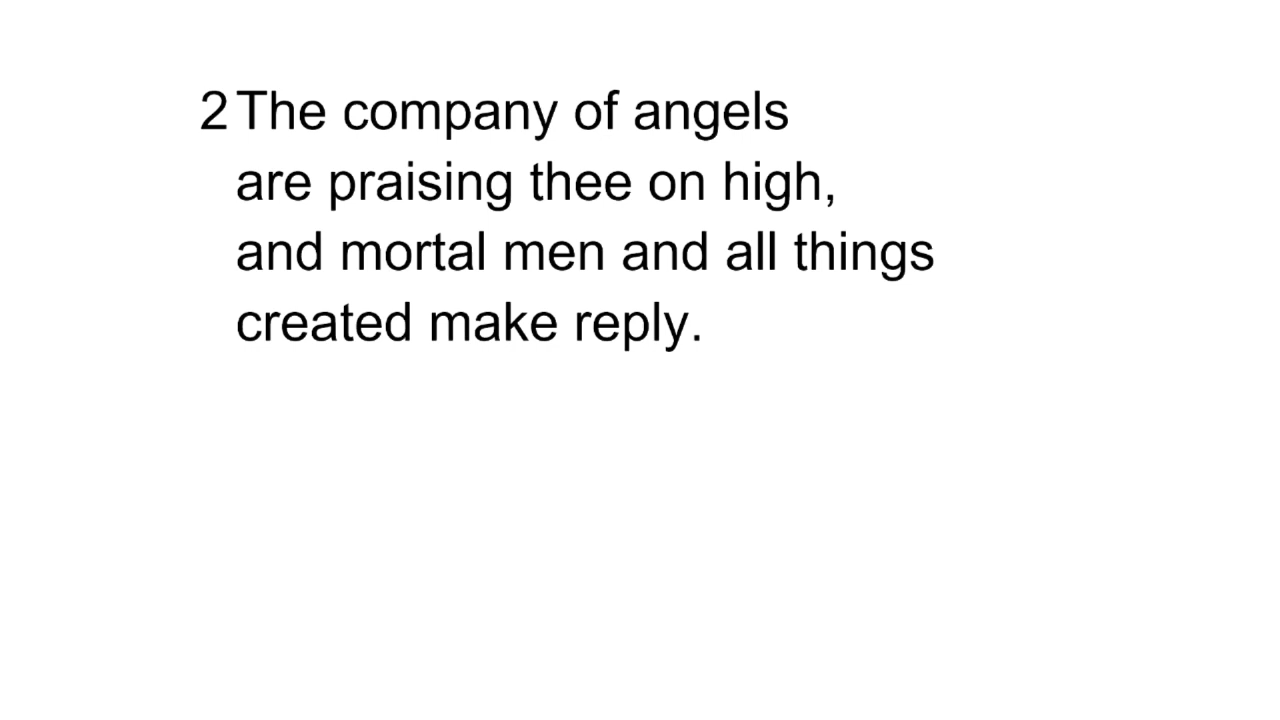 2 The company of angels
are praising thee on high,
and mortal men and all things
created make reply.